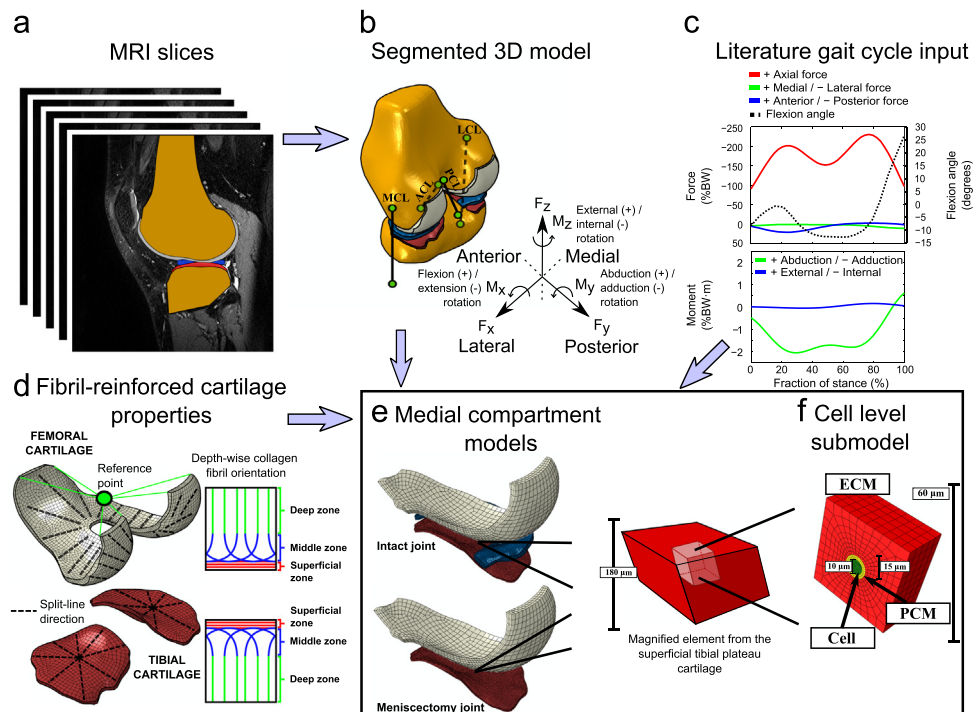 a
MRI slices
b
Segmented 3D model
LCL
ACL
PCL
MCL
Fz
Mz
External (+) /
internal (-)
rotation
Anterior
Medial
Flexion (+) /
extension (-)
rotation
Mx
My
Abduction (+) /
adduction (-)
rotation
Fx
Fy
Lateral
Posterior
c
Literature gait cycle input
+ Axial force
+ Medial / − Lateral force
+ Anterior / − Posterior force
Flexion angle
Force
(%BW)
−250
−200
−150
−100
−50
0
50
30
25
20
15
10
5
0
−5
−10
−15
Flexion angle
(degrees)
+ Abduction / − Adduction
+ External / − Internal
Moment
(%BW·m)
2
1
0
−1
−2
0
20
40
60
80
100
Fraction of stance (%)
d
Fibril-reinforced cartilage
properties
FEMORAL
CARTILAGE
Reference
point
Depth-wise collagen
fibril orientation
Deep zone
Middle zone
Superficial
zone
Split-line
direction
TIBIAL
CARTILAGE
Superficial
zone
Middle zone
Deep zone
e
Medial compartment
models
Intact joint
Meniscectomy joint
180 μm
Magnified element from the
superficial tibial plateau
cartilage
f
Cell level
submodel
ECM
60 μm
10 μm
15 μm
PCM
Cell